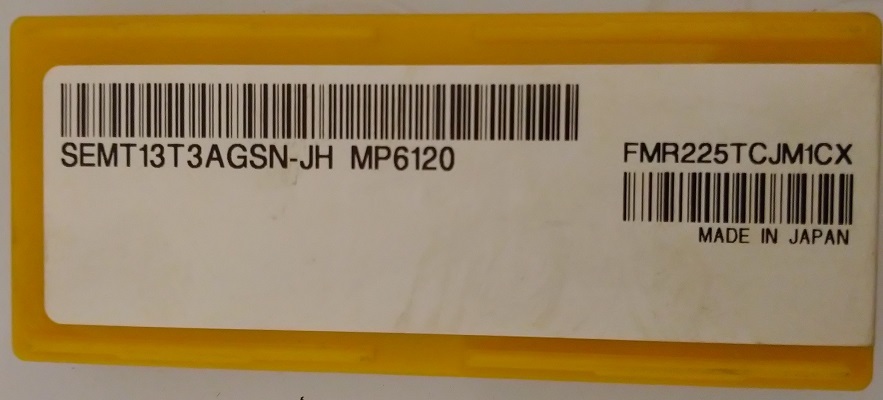 SEMT13T3AGSN-JH MP6120
FMR225TCJM1CX
MADE IN JAPAN